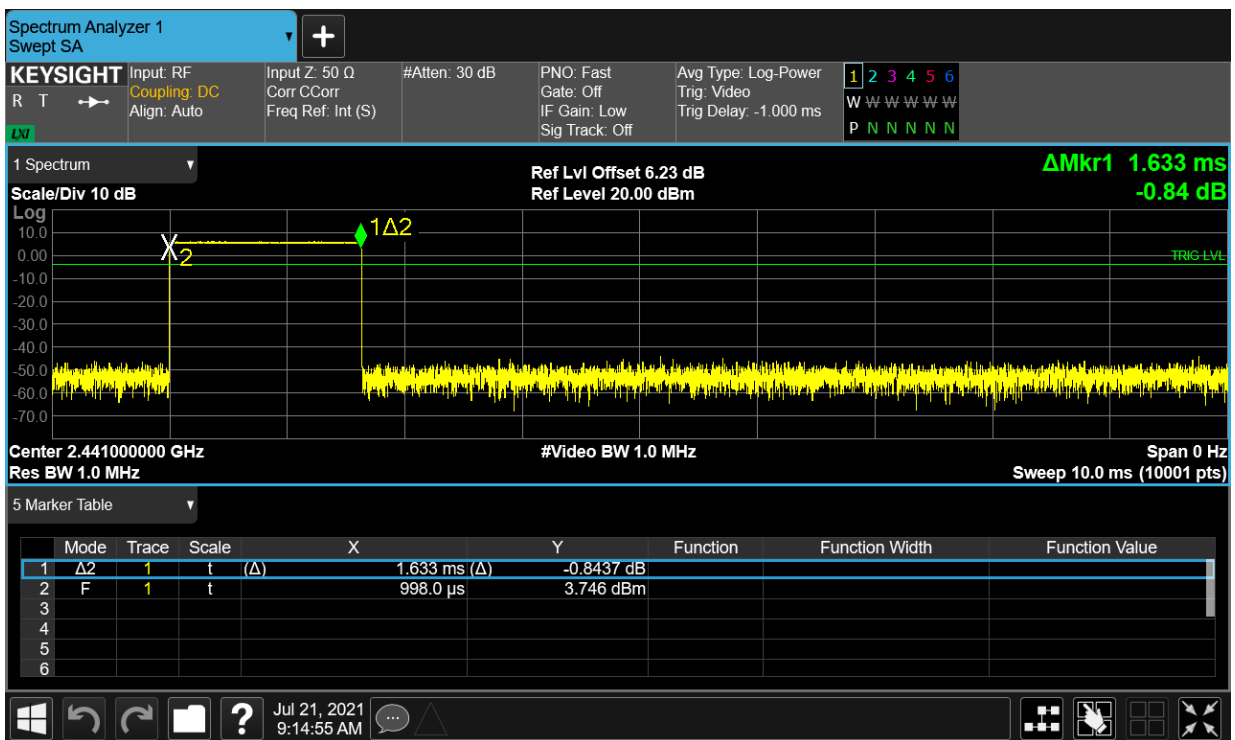 Spectrum Analyzer 1
Swept SA
KEYSIGHT
R T
LXI
Input: RF
Coupling: DC
Align: Auto
Input Z: 50 Ω
Corr CCorr
Freq Ref: Int (S)
#Atten: 30 dB
PNO: Fast
Gate: Off
IF Gain: Low
Sig Track: Off
Avg Type: Log-Power
Trig: Video
Trig Delay: -1.000 ms
1 2 3 4 5 6
W W W W W W
P N N N N N
1 Spectrum
Scale/Div 10 dB
Ref Lvl Offset 6.23 dB
Ref Level 20.00 dBm
ΔMkr1 1.633 ms
-0.84 dB
Log
10.0
0.00
-10.0
-20.0
-30.0
-40.0
-50.0
-60.0
-70.0
1Δ2
X2
TRIG LVL
Center 2.441000000 GHz
#Video BW 1.0 MHz
Span 0 Hz
Res BW 1.0 MHz
Sweep 10.0 ms (10001 pts)
5 Marker Table
Mode Trace Scale X Y Function Function Width Function Value
1 Δ2 1 t (Δ) 1.633 ms (Δ) -0.8437 dB
2 F 1 t 998.0 µs 3.746 dBm
3
4
5
6
?
Jul 21, 2021
9:14:55 AM